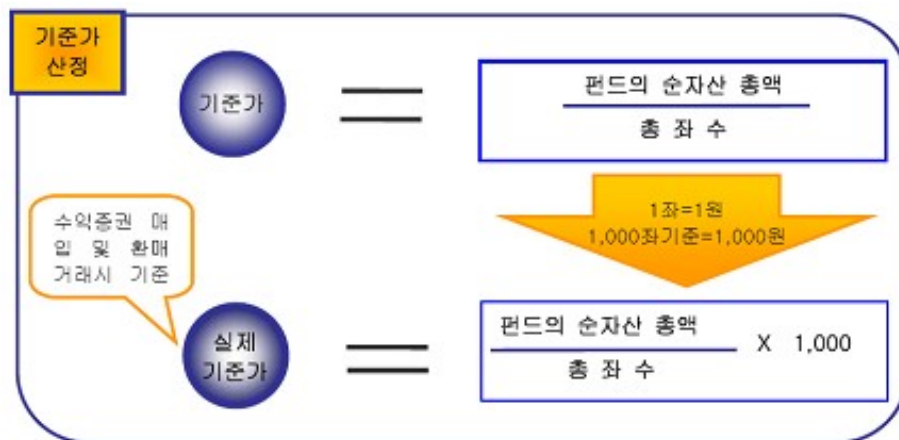 기준가
산정
기준가
펀드의 순자산 총액
총 좌 수
1좌=1원
1,000좌기준=1,000원
수익증권 매
입 및 환매
거래시 기준
실제
기준가
펀드의 순자산 총액
총 좌 수
X 1,000